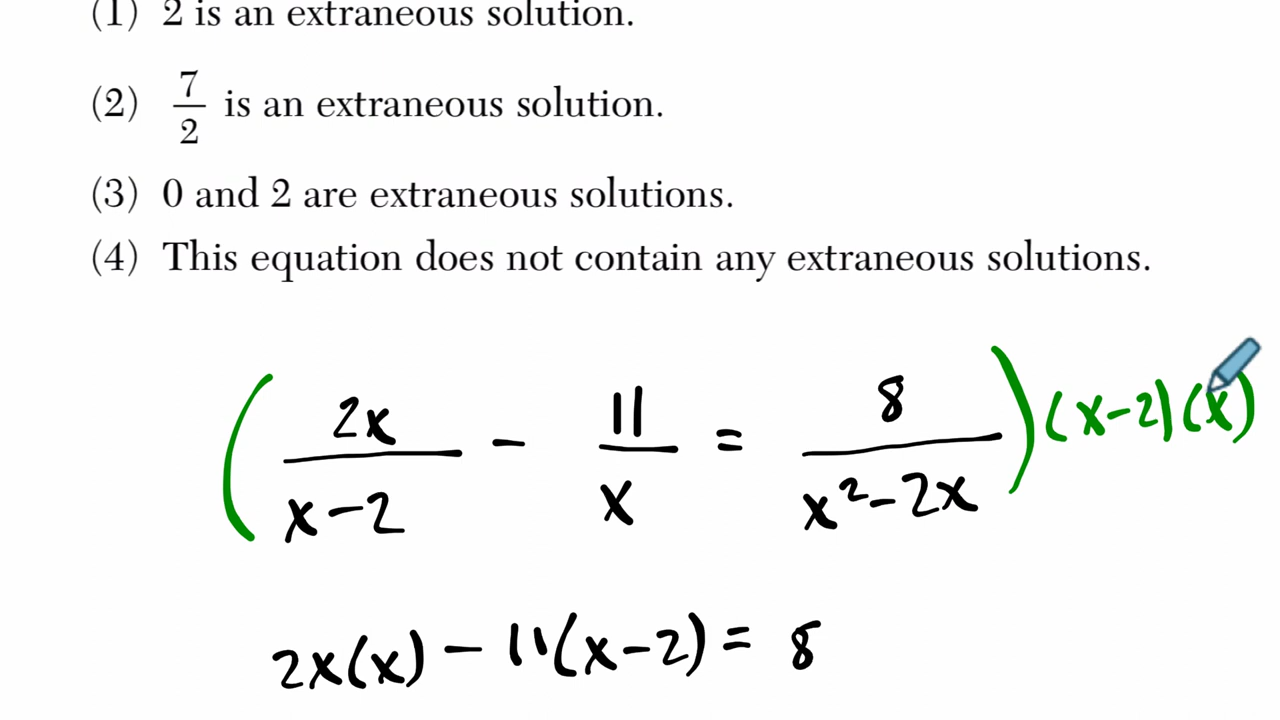 (1) 2 is an extraneous solution.
(2) 7/2 is an extraneous solution.
(3) 0 and 2 are extraneous solutions.
(4) This equation does not contain any extraneous solutions.
( 2x/(x-2) - 11/x = 8/(x²-2x) ) (x-2)(x)
2x(x) - 11(x-2) = 8